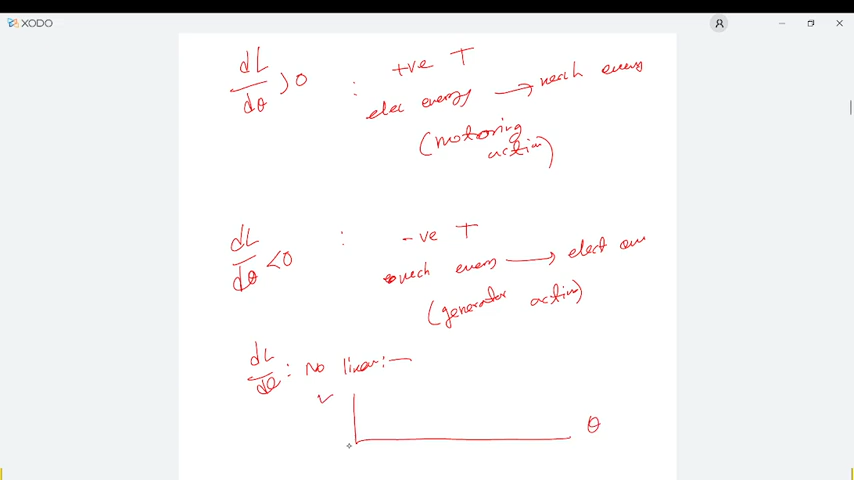 XODO
dL/dθ > 0 : +ve T
elec energy → mech energy
(motoring
action)
dL/dθ < 0 : -ve T
mech energy → elect
(generator action)
dL/dθ : No linear:—
θ